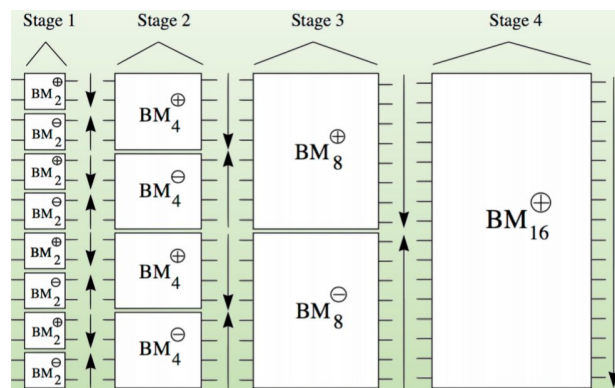 Stage 1 Stage 2 Stage 3 Stage 4
BM₂⊕
BM₂⊖
BM₂⊕
BM₂⊖
BM₂⊕
BM₂⊖
BM₂⊕
BM₂⊖
BM₄⊕
BM₄⊖
BM₄⊕
BM₄⊖
BM₈⊕
BM₈⊖
BM₁₆⊕